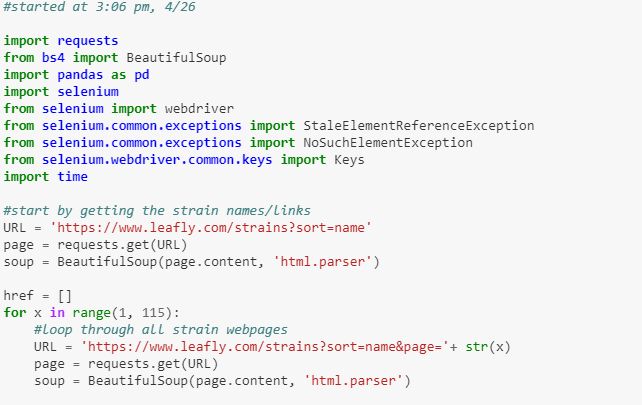 #started at 3:06 pm, 4/26
import requests
from bs4 import BeautifulSoup
import pandas as pd
import selenium
from selenium import webdriver
from selenium.common.exceptions import StaleElementReferenceException
from selenium.common.exceptions import NoSuchElementException
from selenium.webdriver.common.keys import Keys
import time
#start by getting the strain names/links
URL = 'https://www.leafly.com/strains?sort=name'
page = requests.get(URL)
soup = BeautifulSoup(page.content, 'html.parser')
href = []
for x in range(1, 115):
    #loop through all strain webpages
    URL = 'https://www.leafly.com/strains?sort=name&page='+ str(x)
    page = requests.get(URL)
    soup = BeautifulSoup(page.content, 'html.parser')